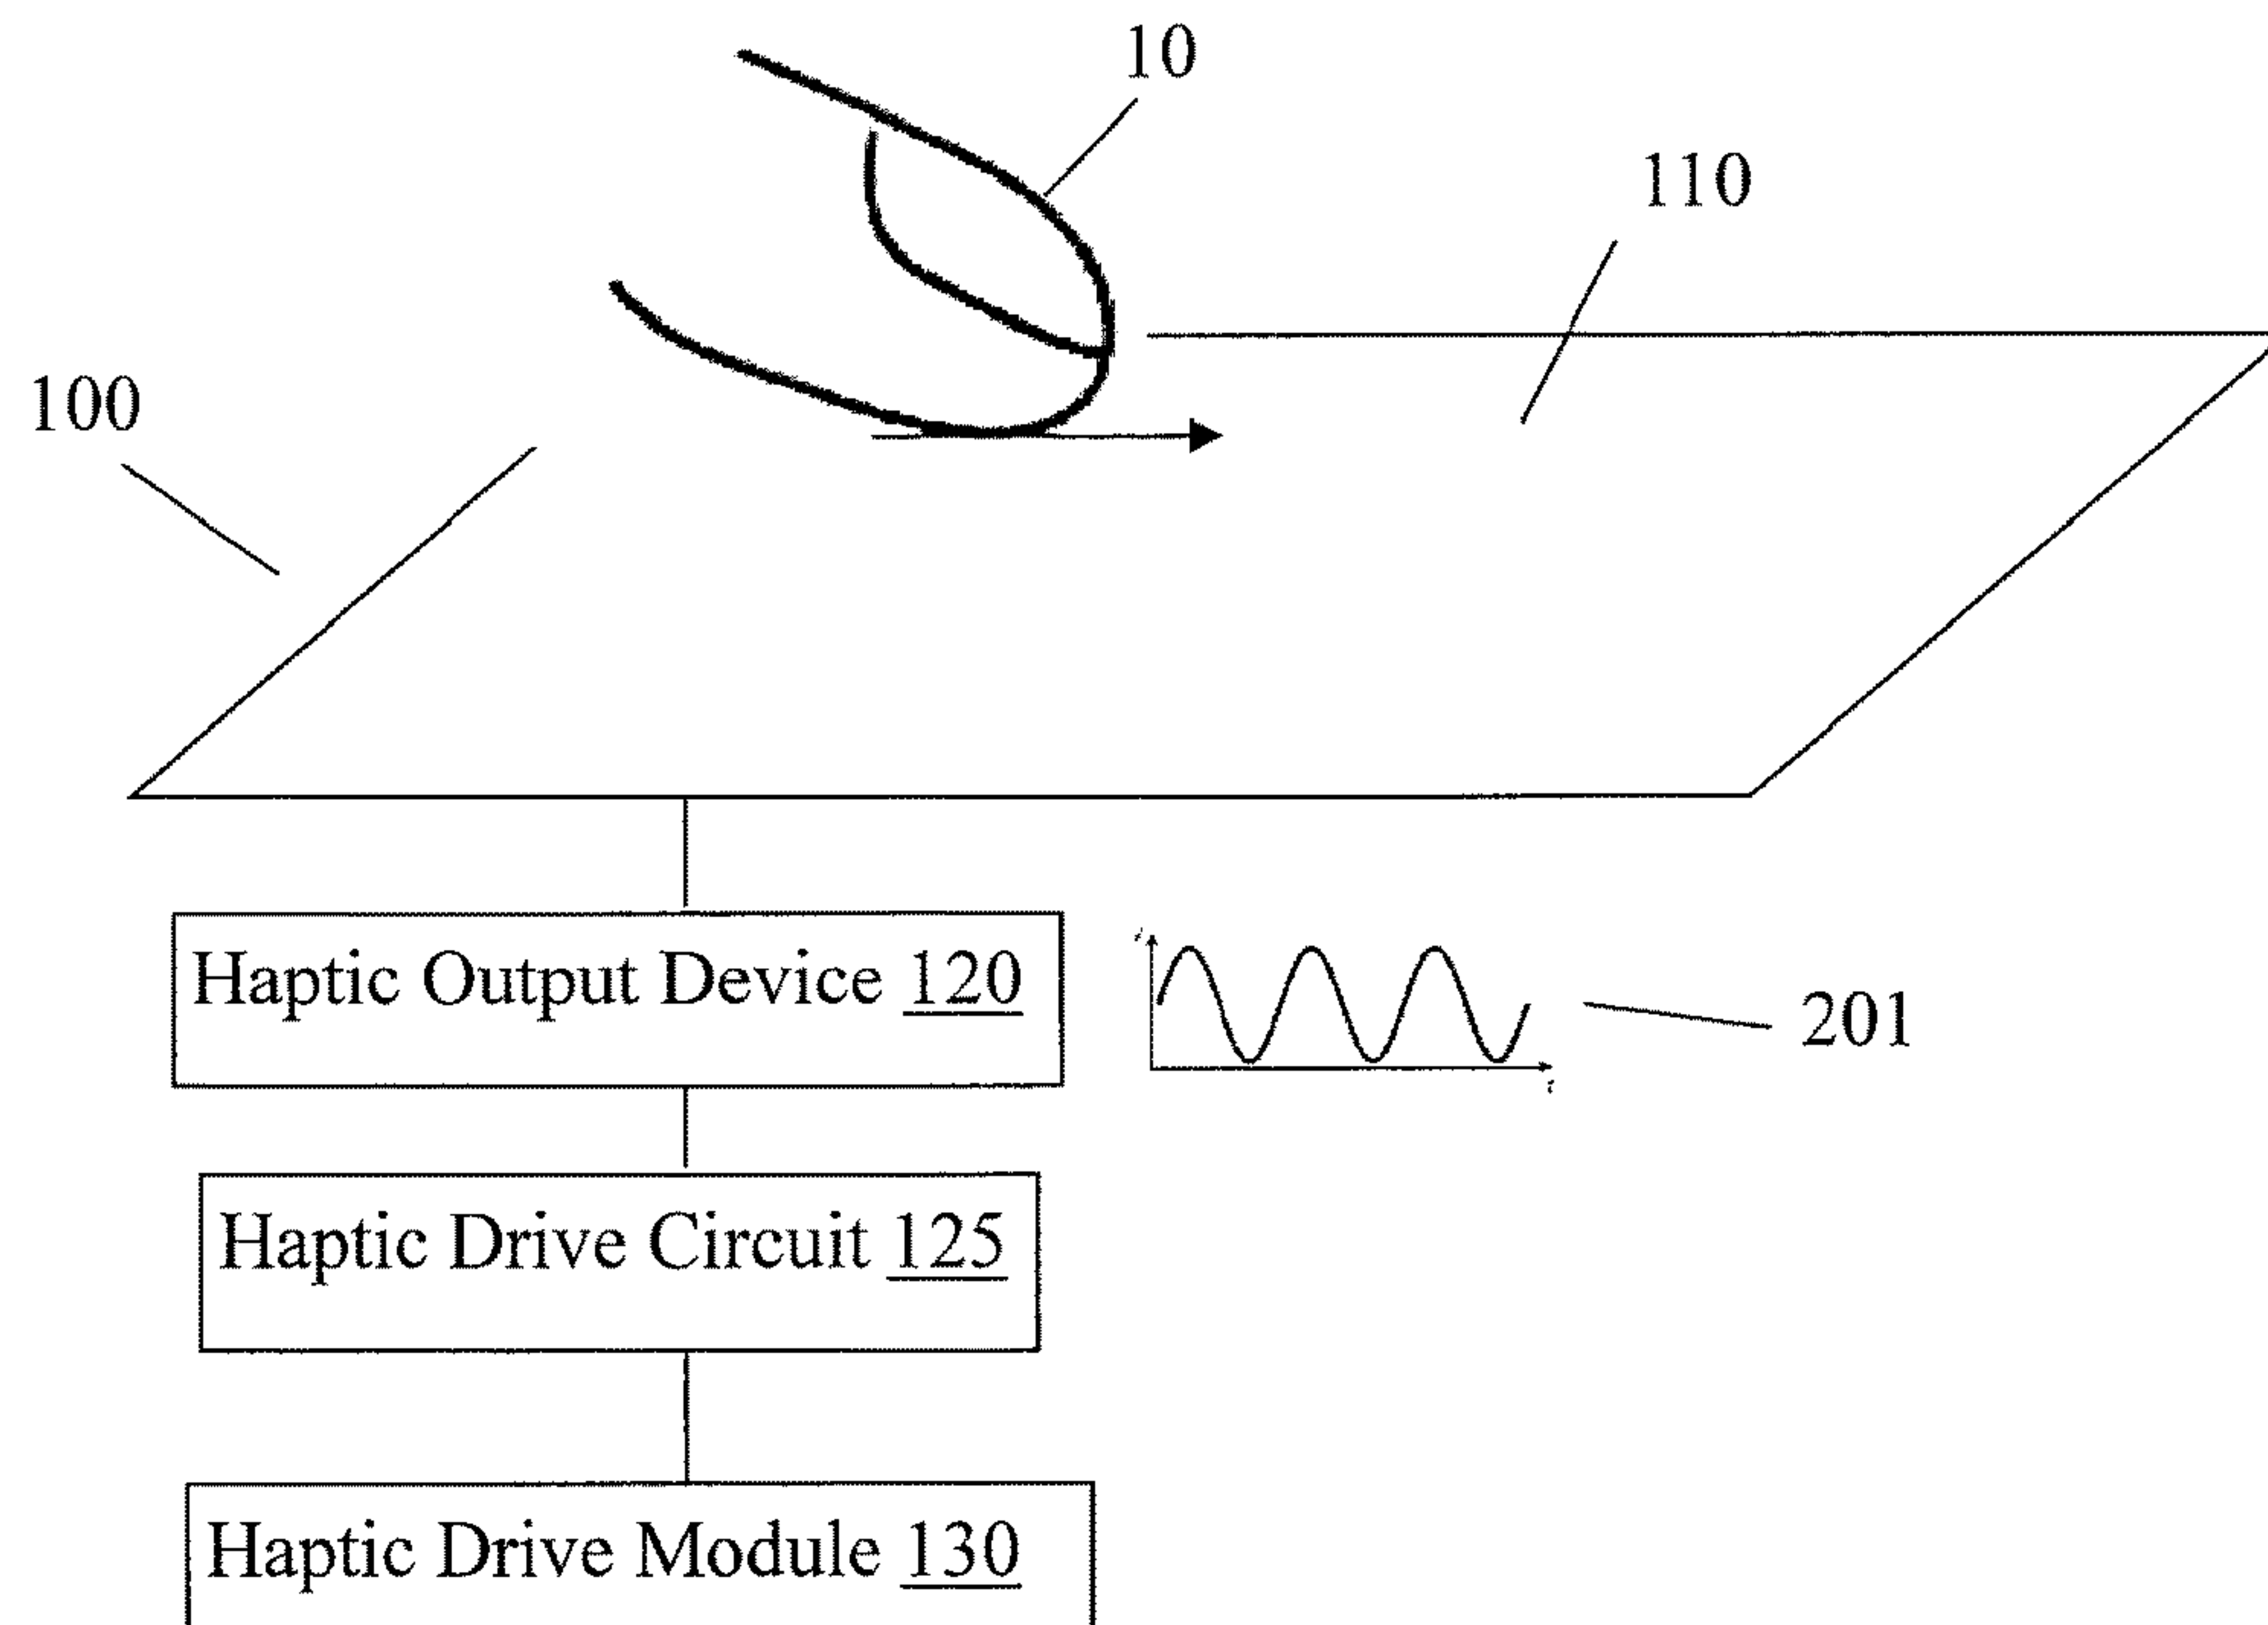 10
110
100
Haptic Output Device 120
201
Haptic Drive Circuit 125
Haptic Drive Module 130